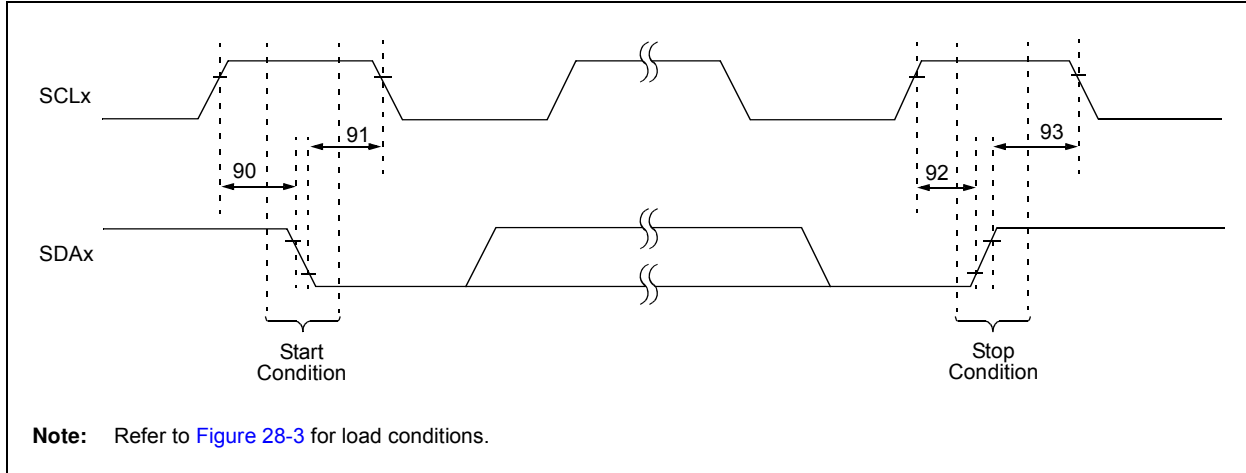 SCLx
91
93
90
92
SDAx
Start
Condition
Stop
Condition
Note: Refer to Figure 28-3 for load conditions.